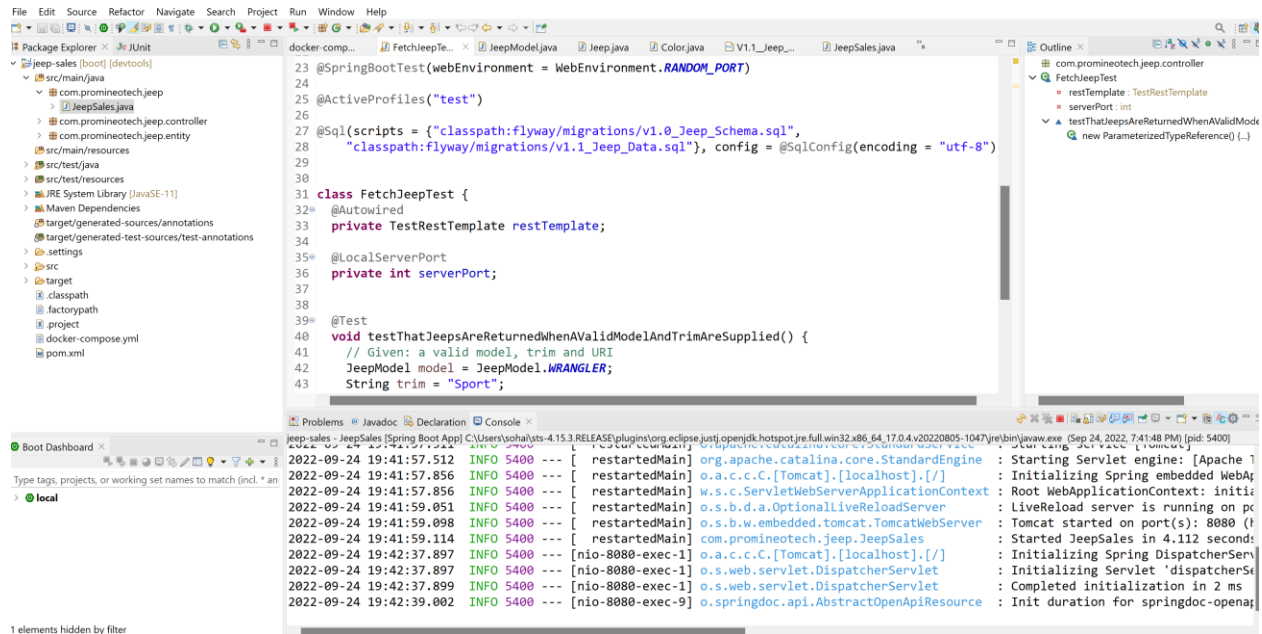 File Edit Source Refactor Navigate Search Project Run Window Help
Package Explorer × JUnit
jeep-sales [boot] [devtools]
src/main/java
com.promineotech.jeep
JeepSales.java
com.promineotech.jeep.controller
com.promineotech.jeep.entity
src/main/resources
src/test/java
src/test/resources
JRE System Library [JavaSE-11]
Maven Dependencies
target/generated-sources/annotations
target/generated-test-sources/test-annotations
.settings
src
target
.classpath
.factorypath
.project
docker-compose.yml
pom.xml
docker-comp... FetchJeepTe... × JeepModel.java Jeep.java Color.java V1.1__Jeep_... JeepSales.java
23 @SpringBootTest(webEnvironment = WebEnvironment.RANDOM_PORT)
24
25 @ActiveProfiles("test")
26
27 @Sql(scripts = {"classpath:flyway/migrations/v1.0_Jeep_Schema.sql",
28 "classpath:flyway/migrations/v1.1_Jeep_Data.sql"}, config = @SqlConfig(encoding = "utf-8")
29
30
31 class FetchJeepTest {
32 @Autowired
33 private TestRestTemplate restTemplate;
34
35 @LocalServerPort
36 private int serverPort;
37
38
39 @Test
40 void testThatJeepsAreReturnedWhenAValidModelAndTrimAreSupplied() {
41 // Given: a valid model, trim and URI
42 JeepModel model = JeepModel.WRANGLER;
43 String trim = "Sport";
Outline ×
com.promineotech.jeep.controller
FetchJeepTest
restTemplate : TestRestTemplate
serverPort : int
testThatJeepsAreReturnedWhenAValidMode
new ParameterizedTypeReference() {...}
Boot Dashboard ×
Type tags, projects, or working set names to match (incl. * an
local
1 elements hidden by filter
Problems Javadoc Declaration Console ×
jeep-sales - JeepSales [Spring Boot App] C:\Users\sohai\sts-4.15.3.RELEASE\plugins\org.eclipse.justj.openjdk.hotspot.jre.full.win32.x86_64_17.0.4.v20220805-1047\jre\bin\javaw.exe (Sep 24, 2022, 7:41:48 PM) [pid: 5400]
2022-09-24 19:41:57.512 INFO 5400 --- [ restartedMain] org.apache.catalina.core.StandardEngine : Starting Servlet engine: [Apache T
2022-09-24 19:41:57.856 INFO 5400 --- [ restartedMain] o.a.c.c.C.[Tomcat].[localhost].[/] : Initializing Spring embedded WebAp
2022-09-24 19:41:57.856 INFO 5400 --- [ restartedMain] w.s.c.ServletWebServerApplicationContext : Root WebApplicationContext: initia
2022-09-24 19:41:59.051 INFO 5400 --- [ restartedMain] o.s.b.d.a.OptionalLiveReloadServer : LiveReload server is running on po
2022-09-24 19:41:59.098 INFO 5400 --- [ restartedMain] o.s.b.w.embedded.tomcat.TomcatWebServer : Tomcat started on port(s): 8080 (h
2022-09-24 19:41:59.114 INFO 5400 --- [ restartedMain] com.promineotech.jeep.JeepSales : Started JeepSales in 4.112 seconds
2022-09-24 19:42:37.897 INFO 5400 --- [nio-8080-exec-1] o.a.c.c.C.[Tomcat].[localhost].[/] : Initializing Spring DispatcherServ
2022-09-24 19:42:37.897 INFO 5400 --- [nio-8080-exec-1] o.s.web.servlet.DispatcherServlet : Initializing Servlet 'dispatcherSe
2022-09-24 19:42:37.899 INFO 5400 --- [nio-8080-exec-1] o.s.web.servlet.DispatcherServlet : Completed initialization in 2 ms
2022-09-24 19:42:39.002 INFO 5400 --- [nio-8080-exec-9] o.springdoc.api.AbstractOpenApiResource : Init duration for springdoc-openap